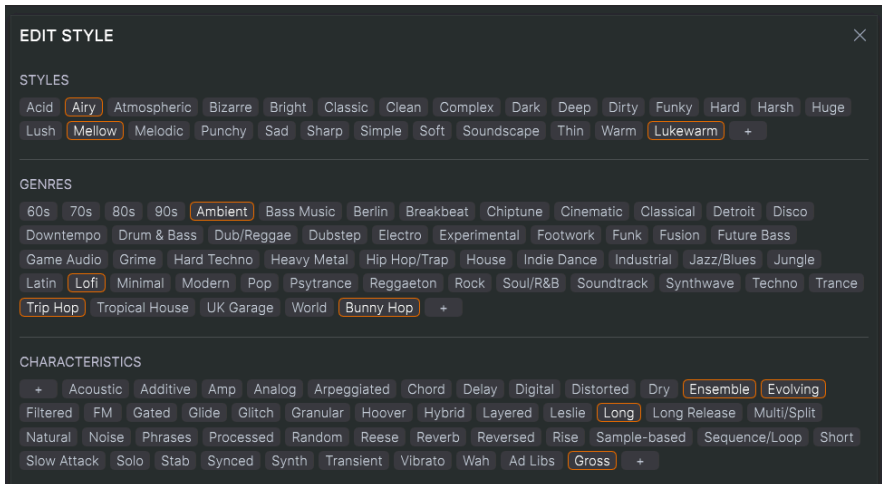 EDIT STYLE
STYLES
Acid Airy Atmospheric Bizarre Bright Classic Clean Complex Dark Deep Dirty Funky Hard Harsh Huge
Lush Mellow Melodic Punchy Sad Sharp Simple Soft Soundscape Thin Warm Lukewarm +
GENRES
60s 70s 80s 90s Ambient Bass Music Berlin Breakbeat Chiptune Cinematic Classical Detroit Disco
Downtempo Drum & Bass Dub/Reggae Dubstep Electro Experimental Footwork Funk Fusion Future Bass
Game Audio Grime Hard Techno Heavy Metal Hip Hop/Trap House Indie Dance Industrial Jazz/Blues Jungle
Latin Lofi Minimal Modern Pop Psytrance Reggaeton Rock Soul/R&B Soundtrack Synthwave Techno Trance
Trip Hop Tropical House UK Garage World Bunny Hop +
CHARACTERISTICS
+ Acoustic Additive Amp Analog Arpeggiated Chord Delay Digital Distorted Dry Ensemble Evolving
Filtered FM Gated Glide Glitch Granular Hoover Hybrid Layered Leslie Long Long Release Multi/Split
Natural Noise Phrases Processed Random Reese Reverb Reversed Rise Sample-based Sequence/Loop Short
Slow Attack Solo Stab Synced Synth Transient Vibrato Wah Ad Libs Gross +